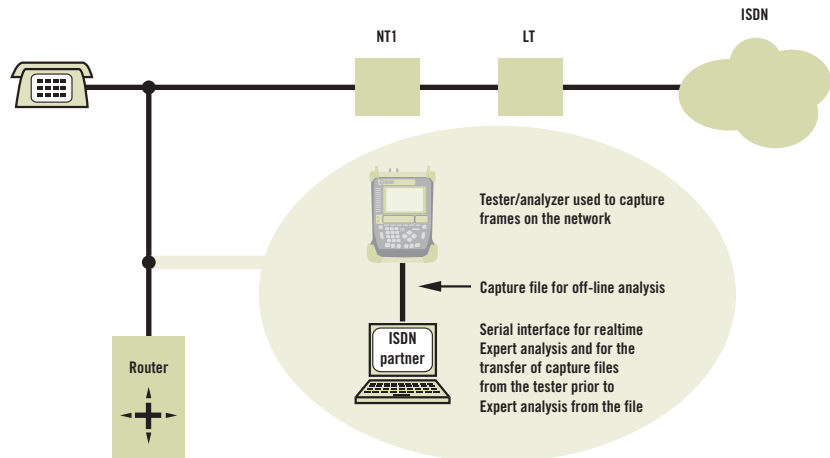 ISDN
NT1
LT
Tester/analyzer used to capture
frames on the network
Capture file for off-line analysis
ISDN
partner
Serial interface for realtime
Expert analysis and for the
transfer of capture files
from the tester prior to
Expert analysis from the file
Router